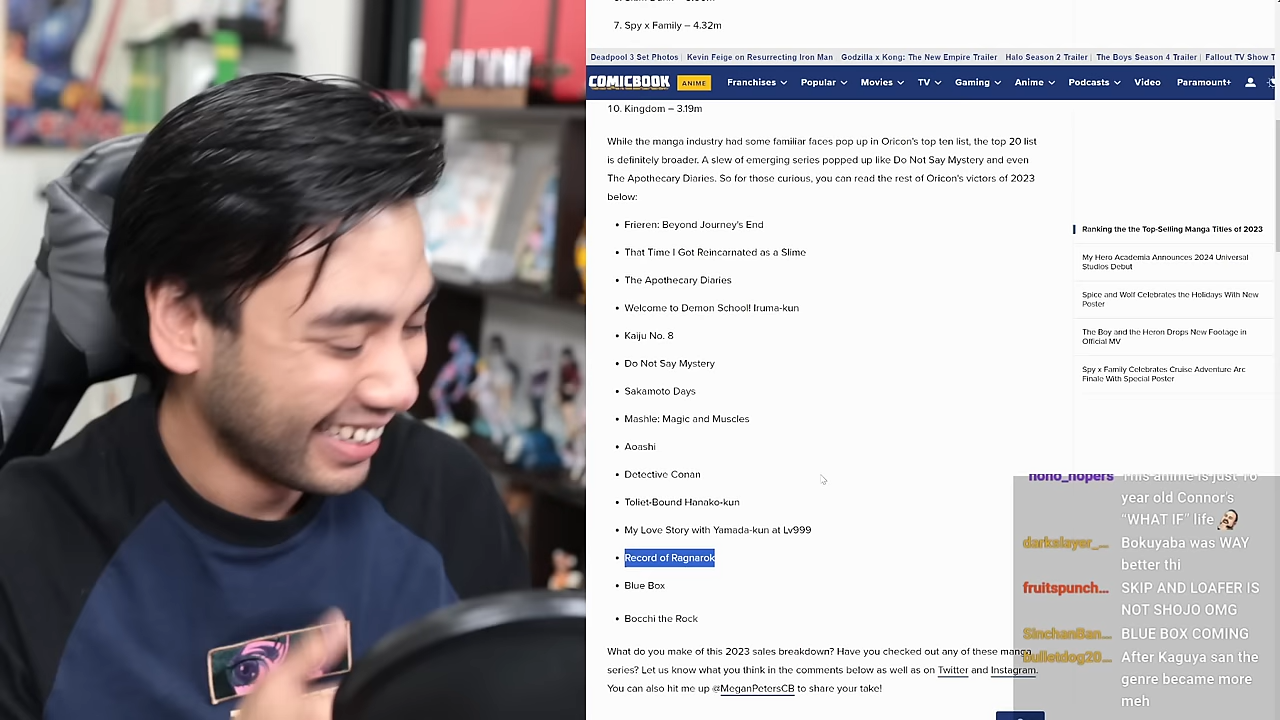 7. Spy x Family – 4.32m
Deadpool 3 Set Photos
Kevin Feige on Resurrecting Iron Man
Godzilla x Kong: The New Empire Trailer
Halo Season 2 Trailer
The Boys Season 4 Trailer
Fallout TV Show T
COMICBOOK
ANIME
Franchises
Popular
Movies
TV
Gaming
Anime
Podcasts
Video
Paramount+
10. Kingdom – 3.19m
While the manga industry had some familiar faces pop up in Oricon's top ten list, the top 20 list
is definitely broader. A slew of emerging series popped up like Do Not Say Mystery and even
The Apothecary Diaries. So for those curious, you can read the rest of Oricon's victors of 2023
below:
• Frieren: Beyond Journey's End
• That Time I Got Reincarnated as a Slime
• The Apothecary Diaries
• Welcome to Demon School! Iruma-kun
• Kaiju No. 8
• Do Not Say Mystery
• Sakamoto Days
• Mashle: Magic and Muscles
• Aoashi
• Detective Conan
• Toliet-Bound Hanako-kun
• My Love Story with Yamada-kun at Lv999
• Record of Ragnarok
• Blue Box
• Bocchi the Rock
What do you make of this 2023 sales breakdown? Have you checked out any of these manga
series? Let us know what you think in the comments below as well as on Twitter and Instagram.
You can also hit me up @MeganPetersCB to share your take!
Ranking the the Top-Selling Manga Titles of 2023
My Hero Academia Announces 2024 Universal
Studios Debut
Spice and Wolf Celebrates the Holidays With New
Poster
The Boy and the Heron Drops New Footage in
Official MV
Spy x Family Celebrates Cruise Adventure Arc
Finale With Special Poster
nono_nopers This anime is just 16
year old Connor's
"WHAT IF" life
darkslayer_... Bokuyaba was WAY
better thi
fruitspunch... SKIP AND LOAFER IS
NOT SHOJO OMG
SinchanBan... BLUE BOX COMING
bulletdog20... After Kaguya san the
genre became more
meh